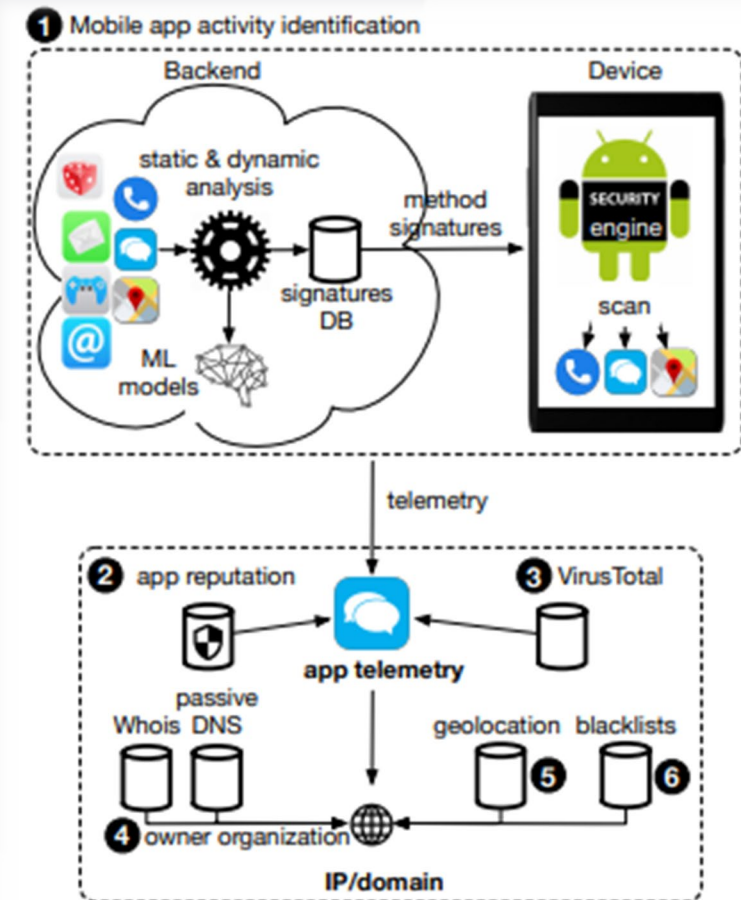 1 Mobile app activity identification
Backend
Device
static & dynamic
analysis
method
signatures
SECURITY
engine
signatures
DB
scan
@
ML
models
telemetry
2 app reputation
3 VirusTotal
app telemetry
passive
Whois DNS
geolocation blacklists
5
6
4 owner organization
IP/domain